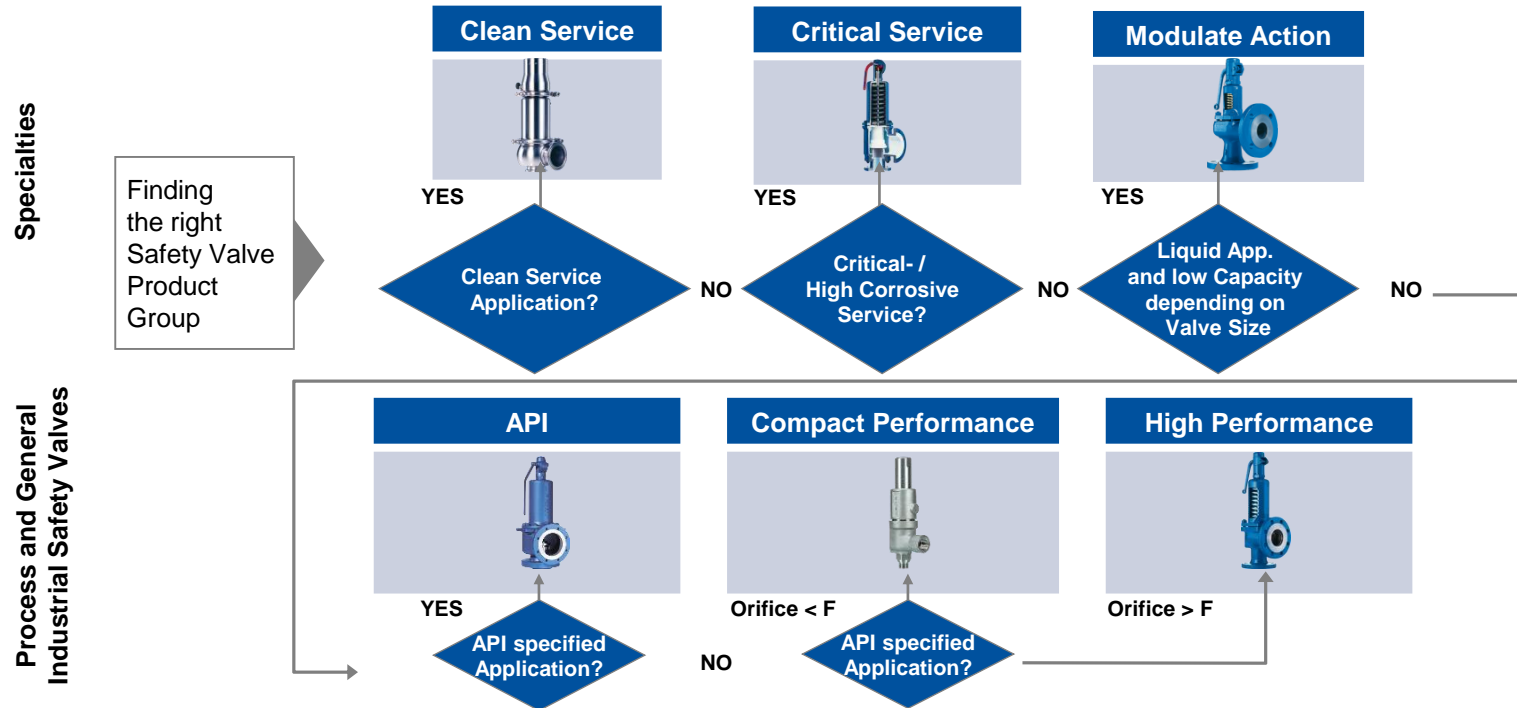 Specialties
Finding
the right
Safety Valve
Product
Group
Clean Service
YES
Clean Service
Application?
NO
Critical Service
YES
Critical- /
High Corrosive
Service?
NO
Modulate Action
YES
Liquid App.
and low Capacity
depending on
Valve Size
NO
Process and General
Industrial Safety Valves
API
YES
API specified
Application?
NO
Compact Performance
Orifice < F
API specified
Application?
High Performance
Orifice > F